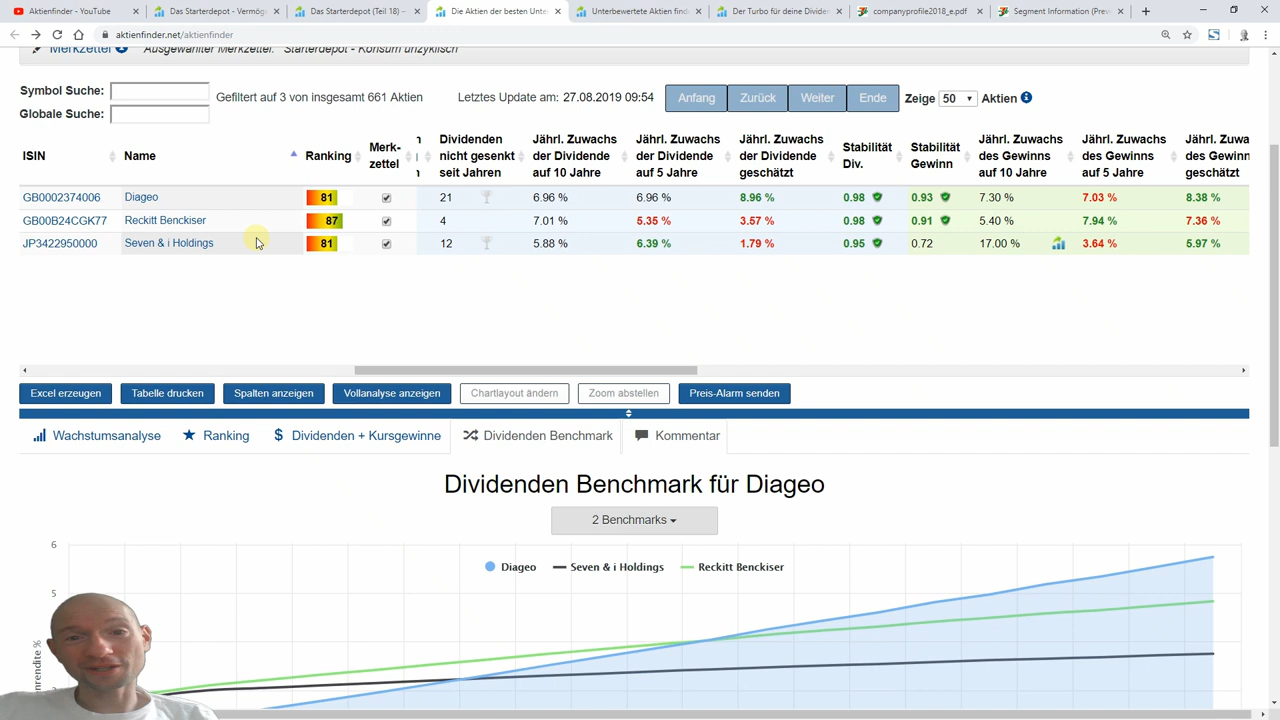 Aktienfinder - YouTube
Das Starterdepot - Vermög
Das Starterdepot (Teil 18) –
Die Aktien der besten Unte
Unterbewertete Aktien find
Der Turbo für deine Divide
companyprofile2018_e.pdf
Segment Information (Prev
aktienfinder.net/aktienfinder
Merkzettel
Ausgewählter Merkzettel: Starterdepot - Konsum unzyklisch
Symbol Suche:
Globale Suche:
Gefiltert auf 3 von insgesamt 661 Aktien
Letztes Update am: 27.08.2019 09:54
Anfang Zurück Weiter Ende
Zeige 50 Aktien
ISIN
Name
Ranking
Merk-
zettel
Dividenden
nicht gesenkt
seit Jahren
Jährl. Zuwachs
der Dividende
auf 10 Jahre
Jährl. Zuwachs
der Dividende
auf 5 Jahre
Jährl. Zuwachs
der Dividende
geschätzt
Stabilität
Div.
Stabilität
Gewinn
Jährl. Zuwachs
des Gewinns
auf 10 Jahre
Jährl. Zuwachs
des Gewinns
auf 5 Jahre
Jährl. Zuwa
des Gewinn
geschätzt
GB0002374006 Diageo 81 21 6.96 % 6.96 % 8.96 % 0.98 0.93 7.30 % 7.03 % 8.38 %
GB00B24CGK77 Reckitt Benckiser 87 4 7.01 % 5.35 % 3.57 % 0.98 0.91 5.40 % 7.94 % 7.36 %
JP3422950000 Seven & i Holdings 81 12 5.88 % 6.39 % 1.79 % 0.95 0.72 17.00 % 3.64 % 5.97 %
Excel erzeugen
Tabelle drucken
Spalten anzeigen
Vollanalyse anzeigen
Chartlayout ändern
Zoom abstellen
Preis-Alarm senden
Wachstumsanalyse
Ranking
Dividenden + Kursgewinne
Dividenden Benchmark
Kommentar
Dividenden Benchmark für Diageo
2 Benchmarks
6
Diageo Seven & i Holdings Reckitt Benckiser
5